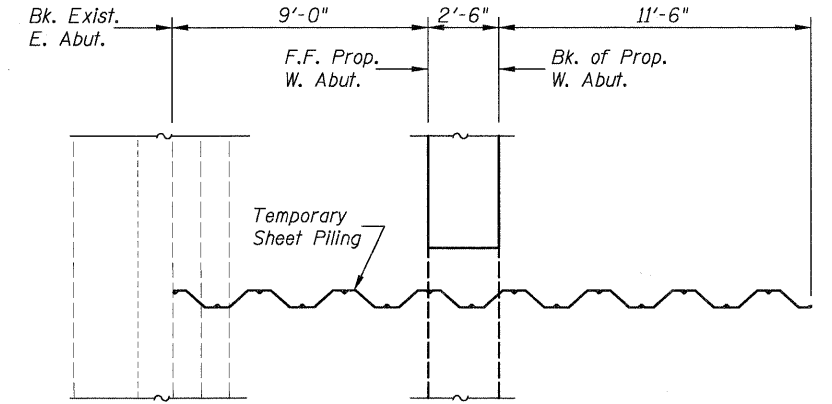 Bk. Exist.
E. Abut.
9'-0"
2'-6"
11'-6"
F.F. Prop.
W. Abut.
Bk. of Prop.
W. Abut.
Temporary
Sheet Piling